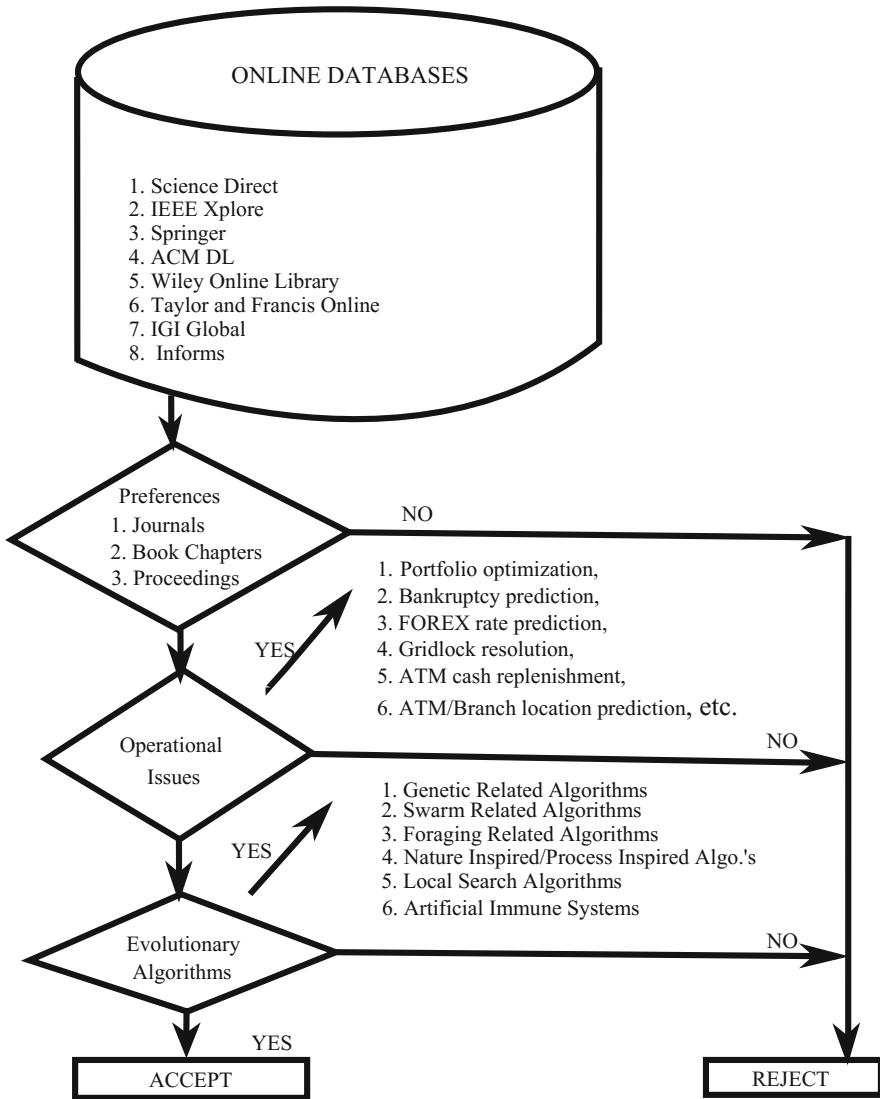 ONLINE DATABASES
1. Science Direct
2. IEEE Xplore
3. Springer
4. ACM DL
5. Wiley Online Library
6. Taylor and Francis Online
7. IGI Global
8. Informs
Preferences
1. Journals
2. Book Chapters
3. Proceedings
NO
YES
1. Portfolio optimization,
2. Bankruptcy prediction,
3. FOREX rate prediction,
4. Gridlock resolution,
5. ATM cash replenishment,
6. ATM/Branch location prediction, etc.
Operational
Issues
NO
YES
1. Genetic Related Algorithms
2. Swarm Related Algorithms
3. Foraging Related Algorithms
4. Nature Inspired/Process Inspired Algo.'s
5. Local Search Algorithms
6. Artificial Immune Systems
Evolutionary
Algorithms
NO
YES
ACCEPT
REJECT